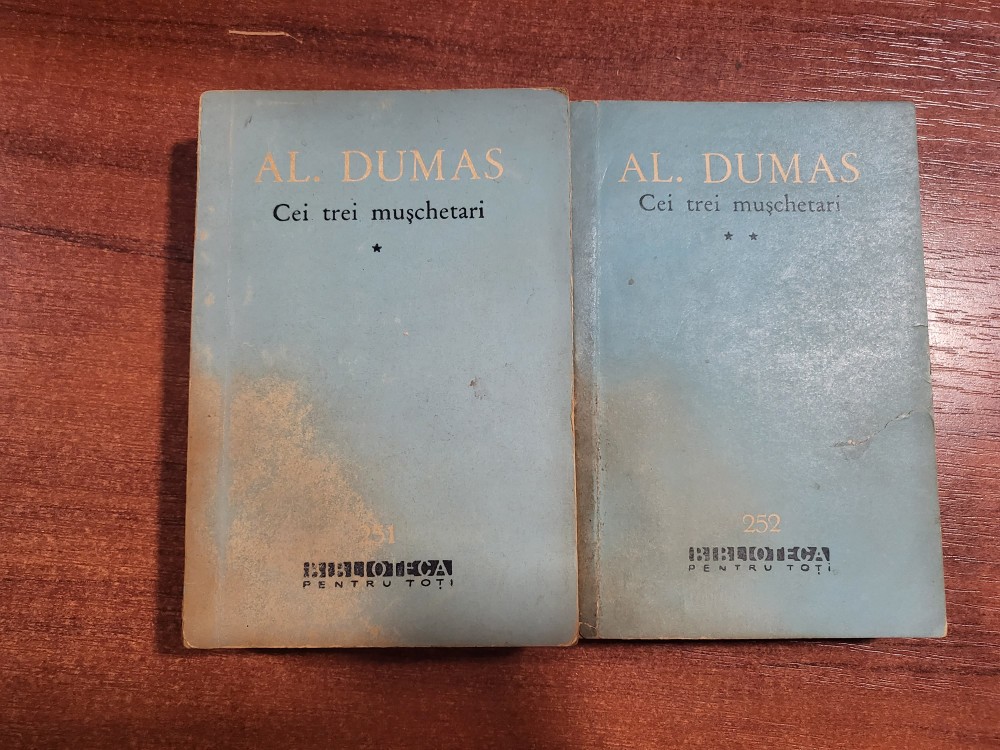 AL. DUMAS
Cei trei mușchetari
*
251
BIBLIOTECA
PENTRU TOȚI
AL. DUMAS
Cei trei mușchetari
* *
252
BIBLIOTECA
PENTRU TOȚI